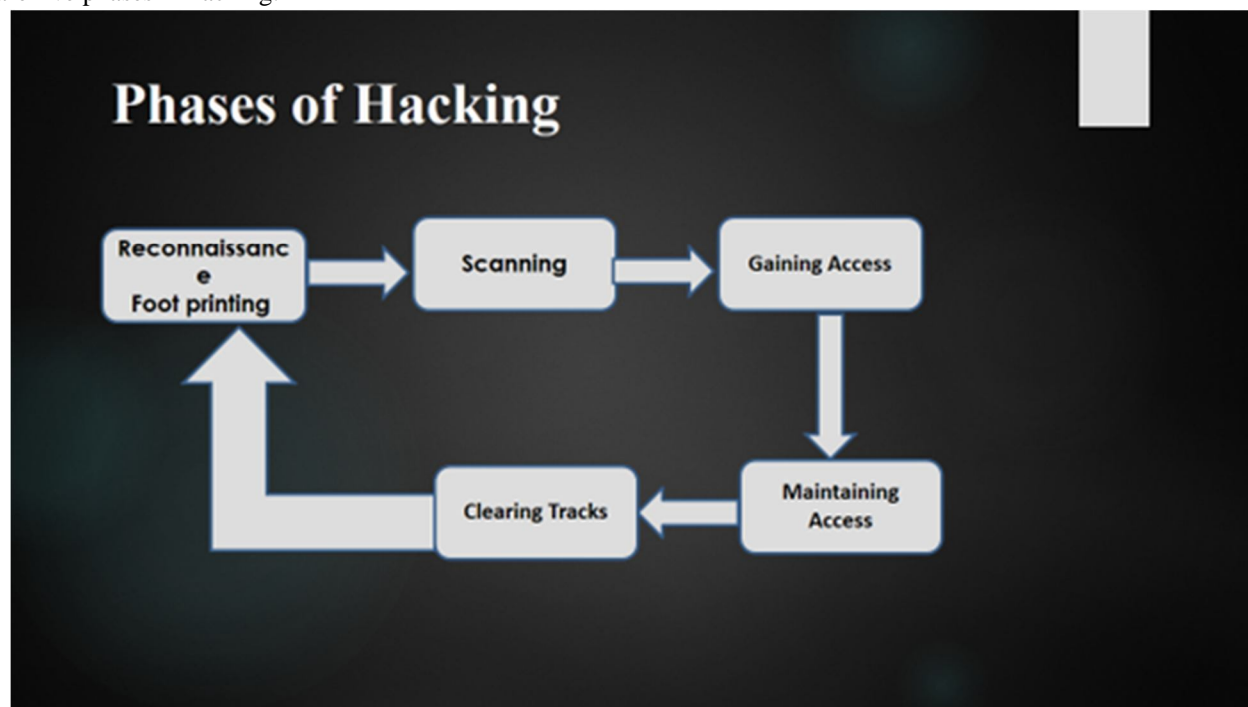 Phases of Hacking
Reconnaissanc
e
Foot printing
Scanning
Gaining Access
Maintaining
Access
Clearing Tracks